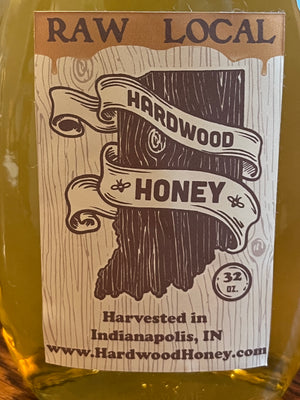 RAW LOCAL
HARDWOOD
HONEY
32
OZ.
Harvested in
Indianapolis, IN
www.HardwoodHoney.com